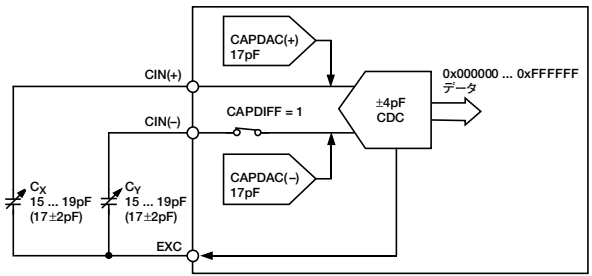 CAPDAC(+)
17pF
CIN(+)
0x000000 ... 0xFFFFFF
データ
±4pF
CDC
CAPDIFF = 1
CIN(–)
CAPDAC(–)
17pF
CX
15 ... 19pF
(17±2pF)
CY
15 ... 19pF
(17±2pF)
EXC